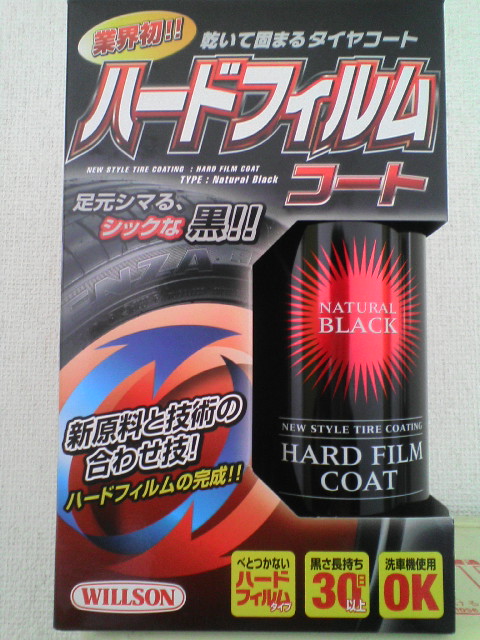 業界初!!
乾いて固まるタイヤコート
ハードフィルム
NEW STYLE TIRE COATING : HARD FILM COAT
TYPE : Natural Black
コート
足元シマる、
シックな黒!!
ENZA
NATURAL
BLACK
NEW STYLE TIRE COATING
HARD FILM
COAT
新原料と技術の
合わせ技!
ハードフィルムの完成!!
WILLSON
べとつかない
ハード
フィルム
タイプ
黒さ長持ち
30日以上
洗車機使用
OK